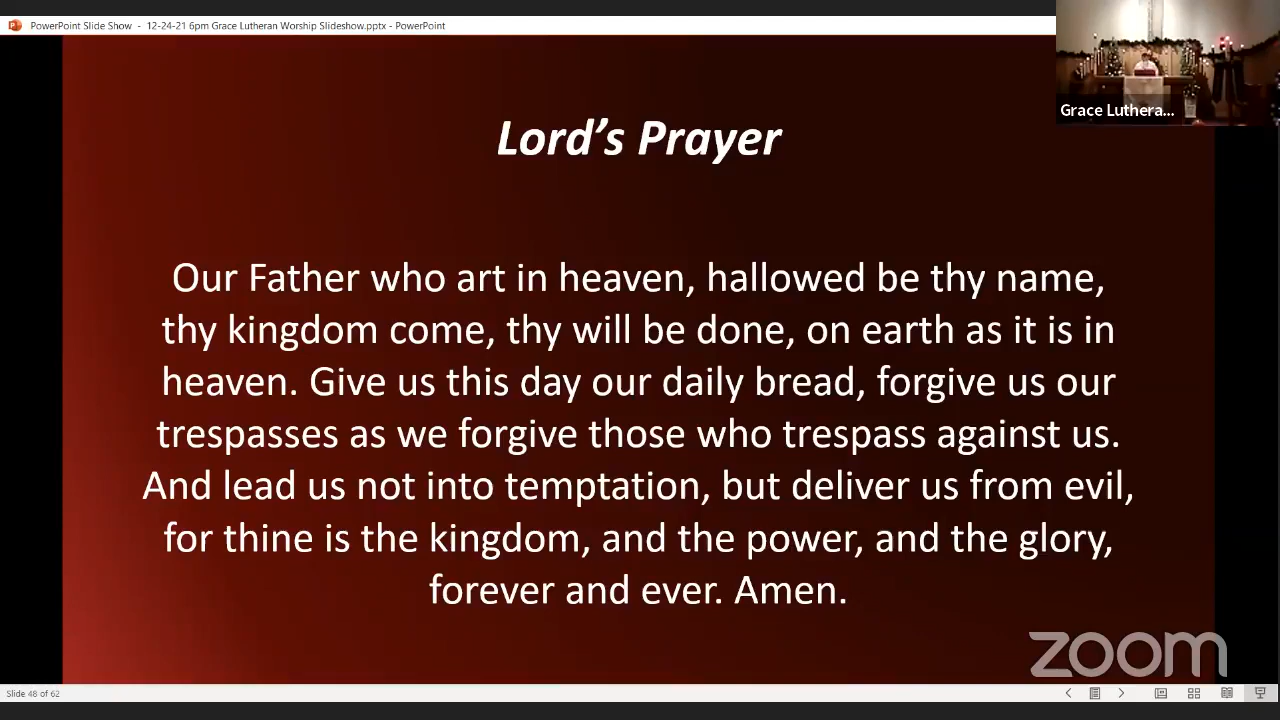 PowerPoint Slide Show - 12-24-21 6pm Grace Lutheran Worship Slideshow.pptx - PowerPoint
Grace Luthera...
Lord's Prayer
Our Father who art in heaven, hallowed be thy name,
thy kingdom come, thy will be done, on earth as it is in
heaven. Give us this day our daily bread, forgive us our
trespasses as we forgive those who trespass against us.
And lead us not into temptation, but deliver us from evil,
for thine is the kingdom, and the power, and the glory,
forever and ever. Amen.
zoom
Slide 48 of 62